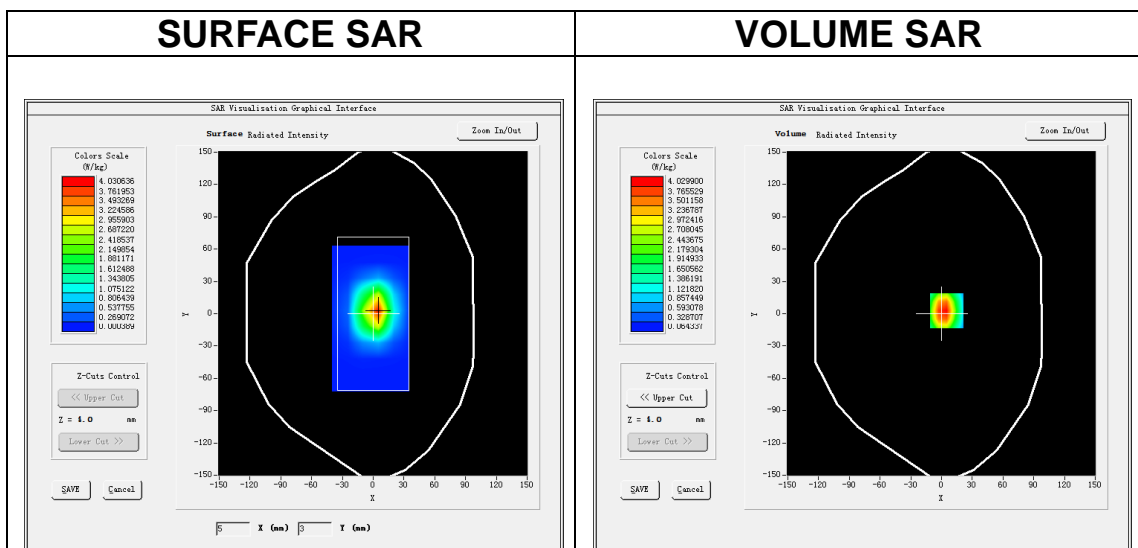 SURFACE SAR
VOLUME SAR
SAR Visualisation Graphical Interface
Surface Radiated Intensity
Zoom In/Out
Colors Scale
(W/kg)
4.030636
3.761953
3.493269
3.224586
2.955903
2.687220
2.418537
2.149854
1.881171
1.612488
1.343805
1.075122
0.806439
0.537755
0.269072
0.000389
Z-Cuts Control
<< Upper Cut
Z = 4.0 mm
Lower Cut >>
SAVE
Cancel
150
120
90
60
30
0
-30
-60
-90
-120
-150
Y
-150 -120 -90 -60 -30 0 30 60 90 120 150
X
5 X (mm) 3 Y (mm)
SAR Visualisation Graphical Interface
Volume Radiated Intensity
Zoom In/Out
Colors Scale
(W/kg)
4.029900
3.765529
3.501158
3.236787
2.972416
2.708045
2.443675
2.179304
1.914933
1.650562
1.386191
1.121820
0.857449
0.593078
0.328707
0.064337
Z-Cuts Control
<< Upper Cut
Z = 4.0 mm
Lower Cut >>
SAVE
Cancel
150
120
90
60
30
0
-30
-60
-90
-120
-150
Y
-150 -120 -90 -60 -30 0 30 60 90 120 150
X